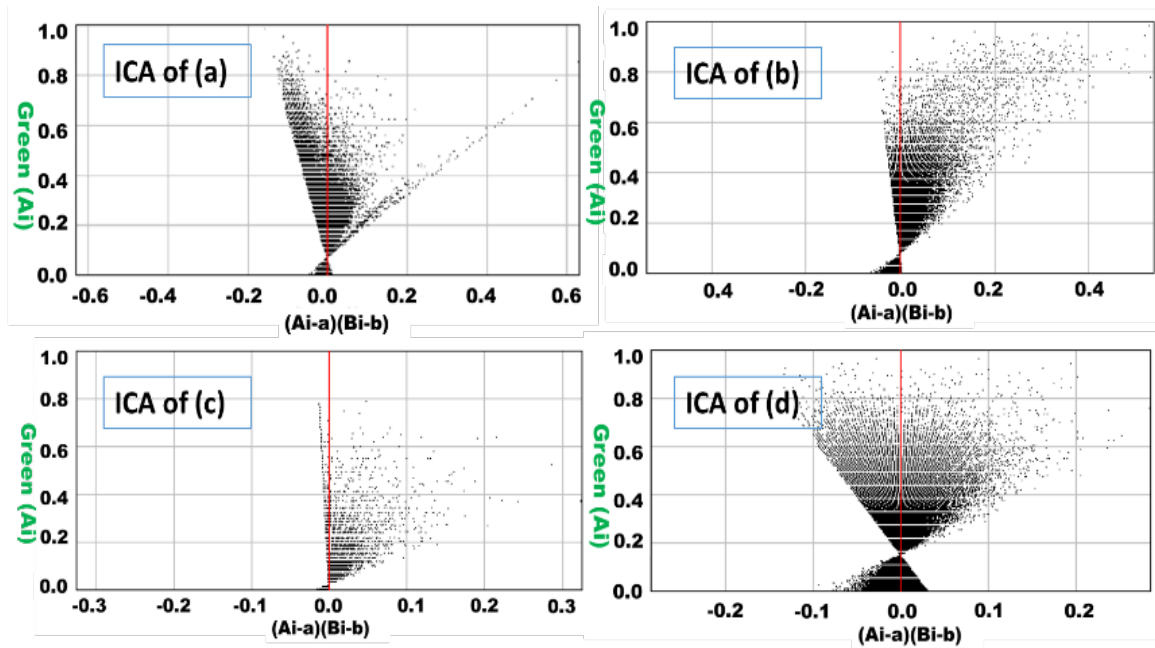 ICA of (a)
Green (Ai)
1.0
0.8
0.6
0.4
0.2
0.0
-0.6 -0.4 -0.2 0.0 0.2 0.4 0.6
(Ai-a)(Bi-b)
ICA of (b)
Green (Ai)
1.0
0.8
0.6
0.4
0.2
0.0
0.4 -0.2 0.0 0.2 0.4
(Ai-a)(Bi-b)
ICA of (c)
Green (Ai)
1.0
0.8
0.6
0.4
0.2
0.0
-0.3 -0.2 -0.1 0.0 0.1 0.2 0.3
(Ai-a)(Bi-b)
ICA of (d)
Green (Ai)
1.0
0.8
0.6
0.4
0.2
0.0
-0.2 -0.1 0.0 0.1 0.2
(Ai-a)(Bi-b)